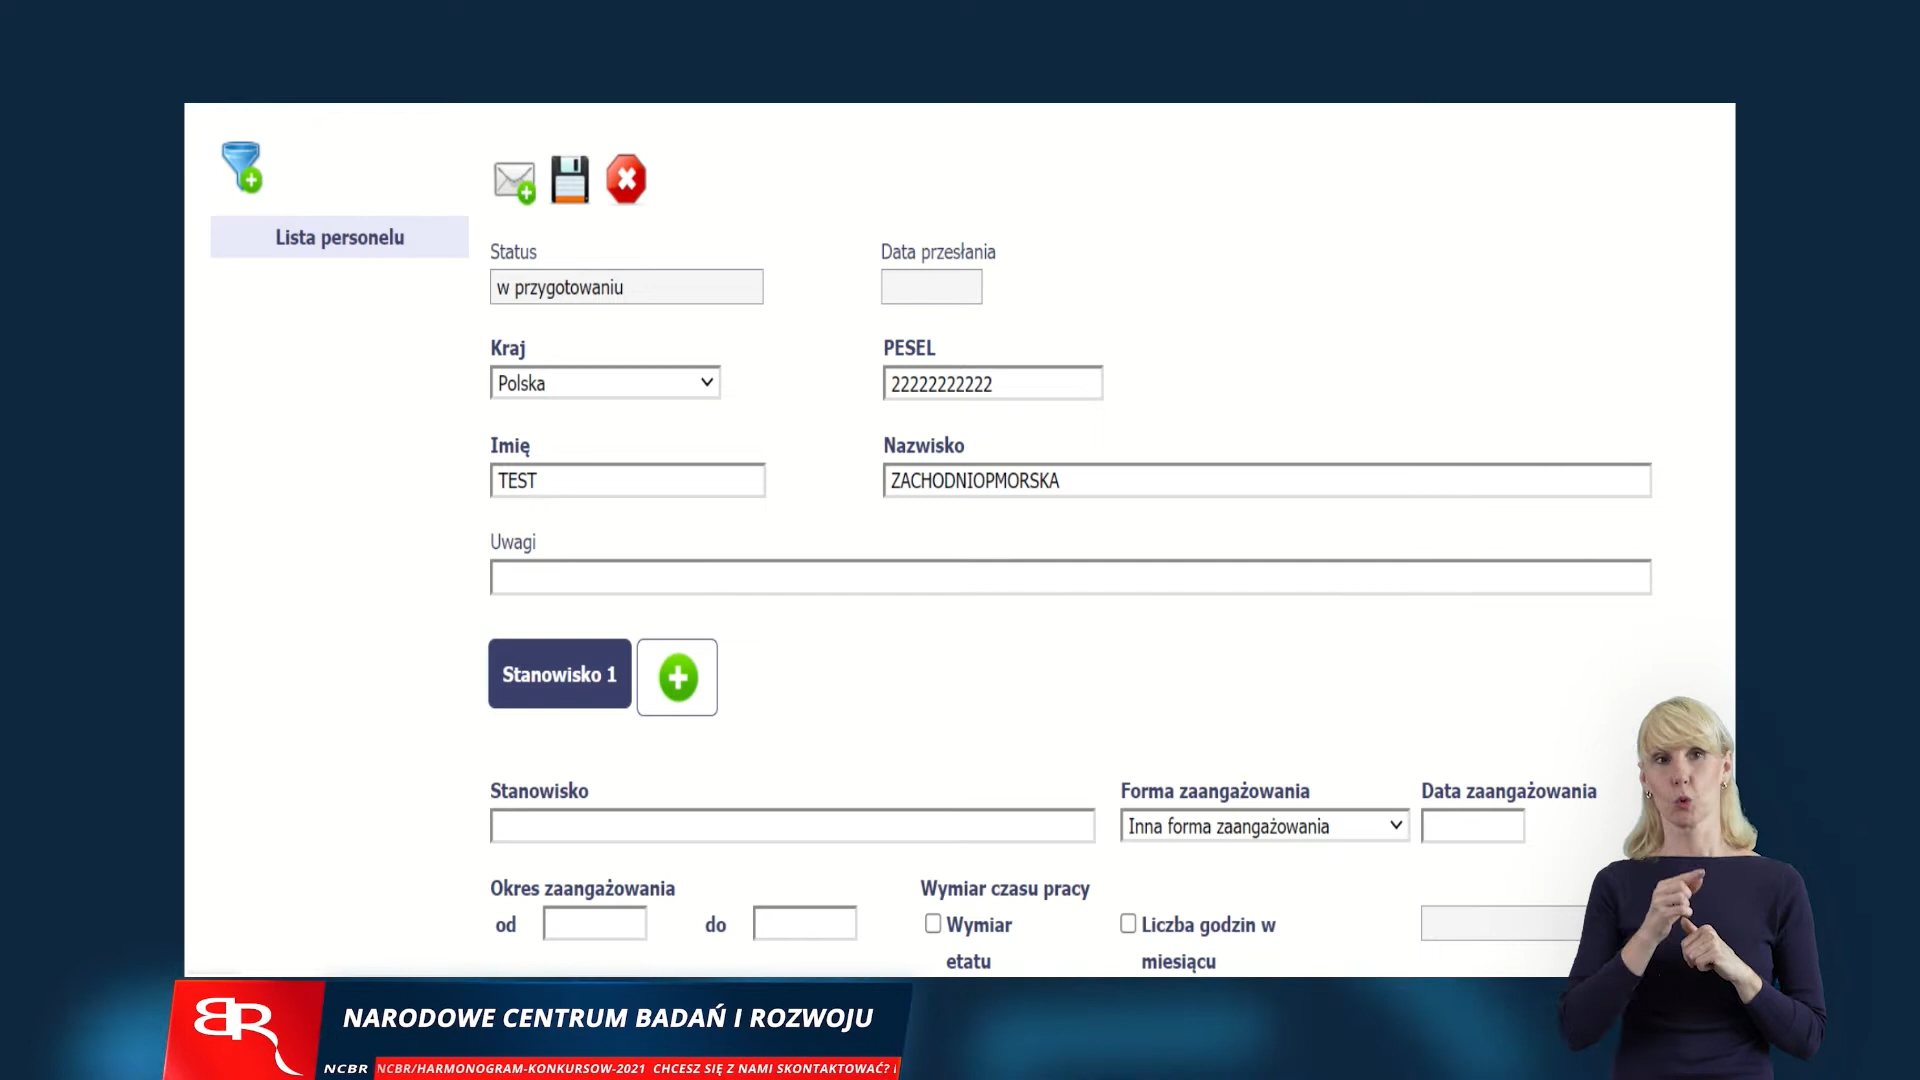 Lista personelu
Status
Data przesłania
w przygotowaniu
Kraj
PESEL
Polska
22222222222
Imię
Nazwisko
TEST
ZACHODNIOPMORSKA
Uwagi
Stanowisko 1
Stanowisko
Forma zaangażowania
Data zaangażowania
Inna forma zaangażowania
Okres zaangażowania
Wymiar czasu pracy
od
do
Wymiar etatu
Liczba godzin w miesiącu
BR
NARODOWE CENTRUM BADAŃ I ROZWOJU
NCBR
NCBR/HARMONOGRAM-KONKURSOW-2021 CHCESZ SIĘ Z NAMI SKONTAKTOWAĆ?